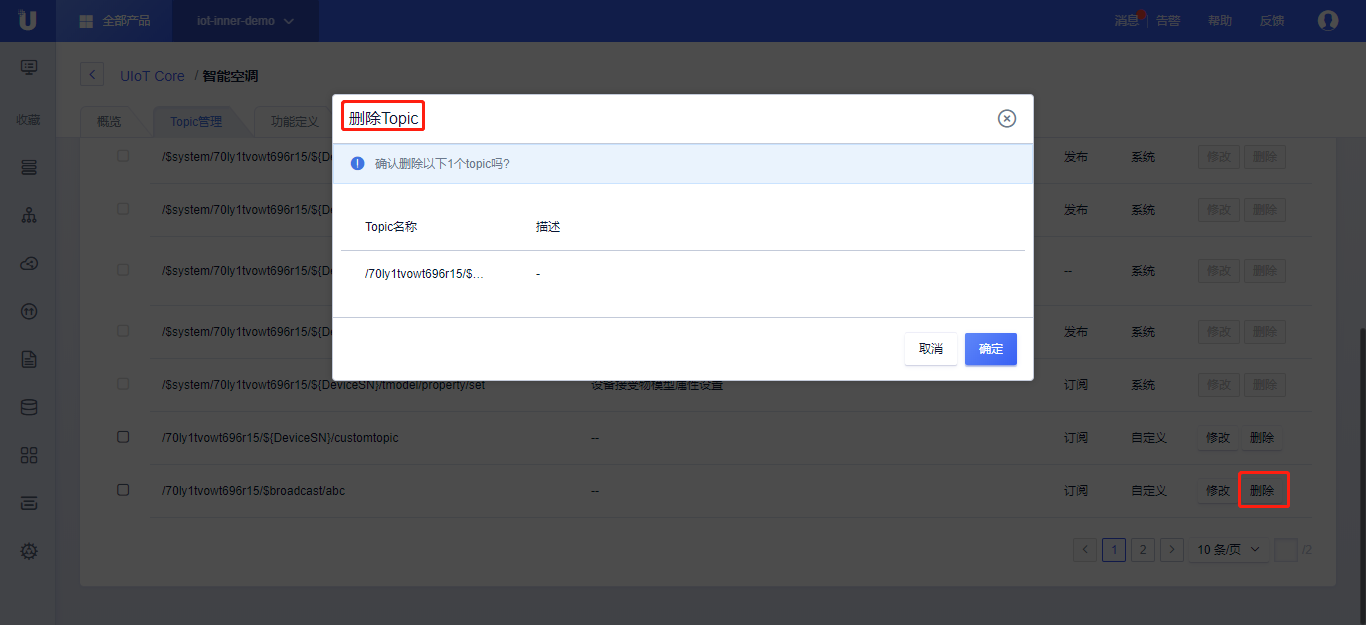 全部产品 iot-inner-demo 消息 告警 帮助 反馈
收藏
UIoT Core / 智能空调
概览 Topic管理 功能定义
删除Topic
确认删除以下1个topic吗?
Topic名称 描述
/70ly1tvowt696r15/$... -
取消 确定
/$system/70ly1tvowt696r15/${D 发布 系统 修改 删除
/$system/70ly1tvowt696r15/${D 发布 系统 修改 删除
/$system/70ly1tvowt696r15/${D -- 系统 修改 删除
/$system/70ly1tvowt696r15/${D 发布 系统 修改 删除
/$system/70ly1tvowt696r15/${DeviceSN}/tmodel/property/set 设备接受物模型属性设置 订阅 系统 修改 删除
/70ly1tvowt696r15/${DeviceSN}/customtopic -- 订阅 自定义 修改 删除
/70ly1tvowt696r15/$broadcast/abc -- 订阅 自定义 修改 删除
1 2 10 条/页 /2